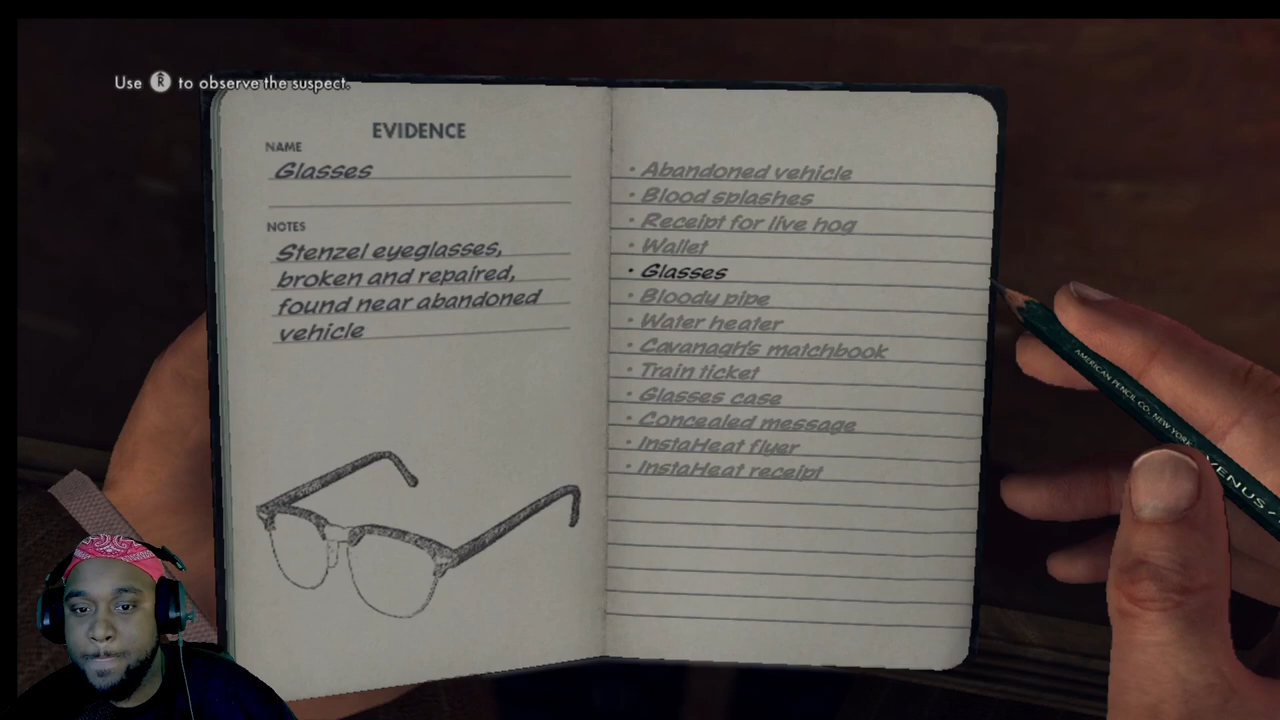 Use R to observe the suspect.
EVIDENCE
NAME
Glasses
NOTES
Stenzel eyeglasses,
broken and repaired,
found near abandoned
vehicle
• Abandoned vehicle
• Blood splashes
• Receipt for live hog
• Wallet
• Glasses
• Bloody pipe
• Water heater
• Cavanagh's matchbook
• Train ticket
• Glasses case
• Concealed message
• InstaHeat flyer
• InstaHeat receipt
AMERICAN PENCIL CO. NEW YORK
VENUS